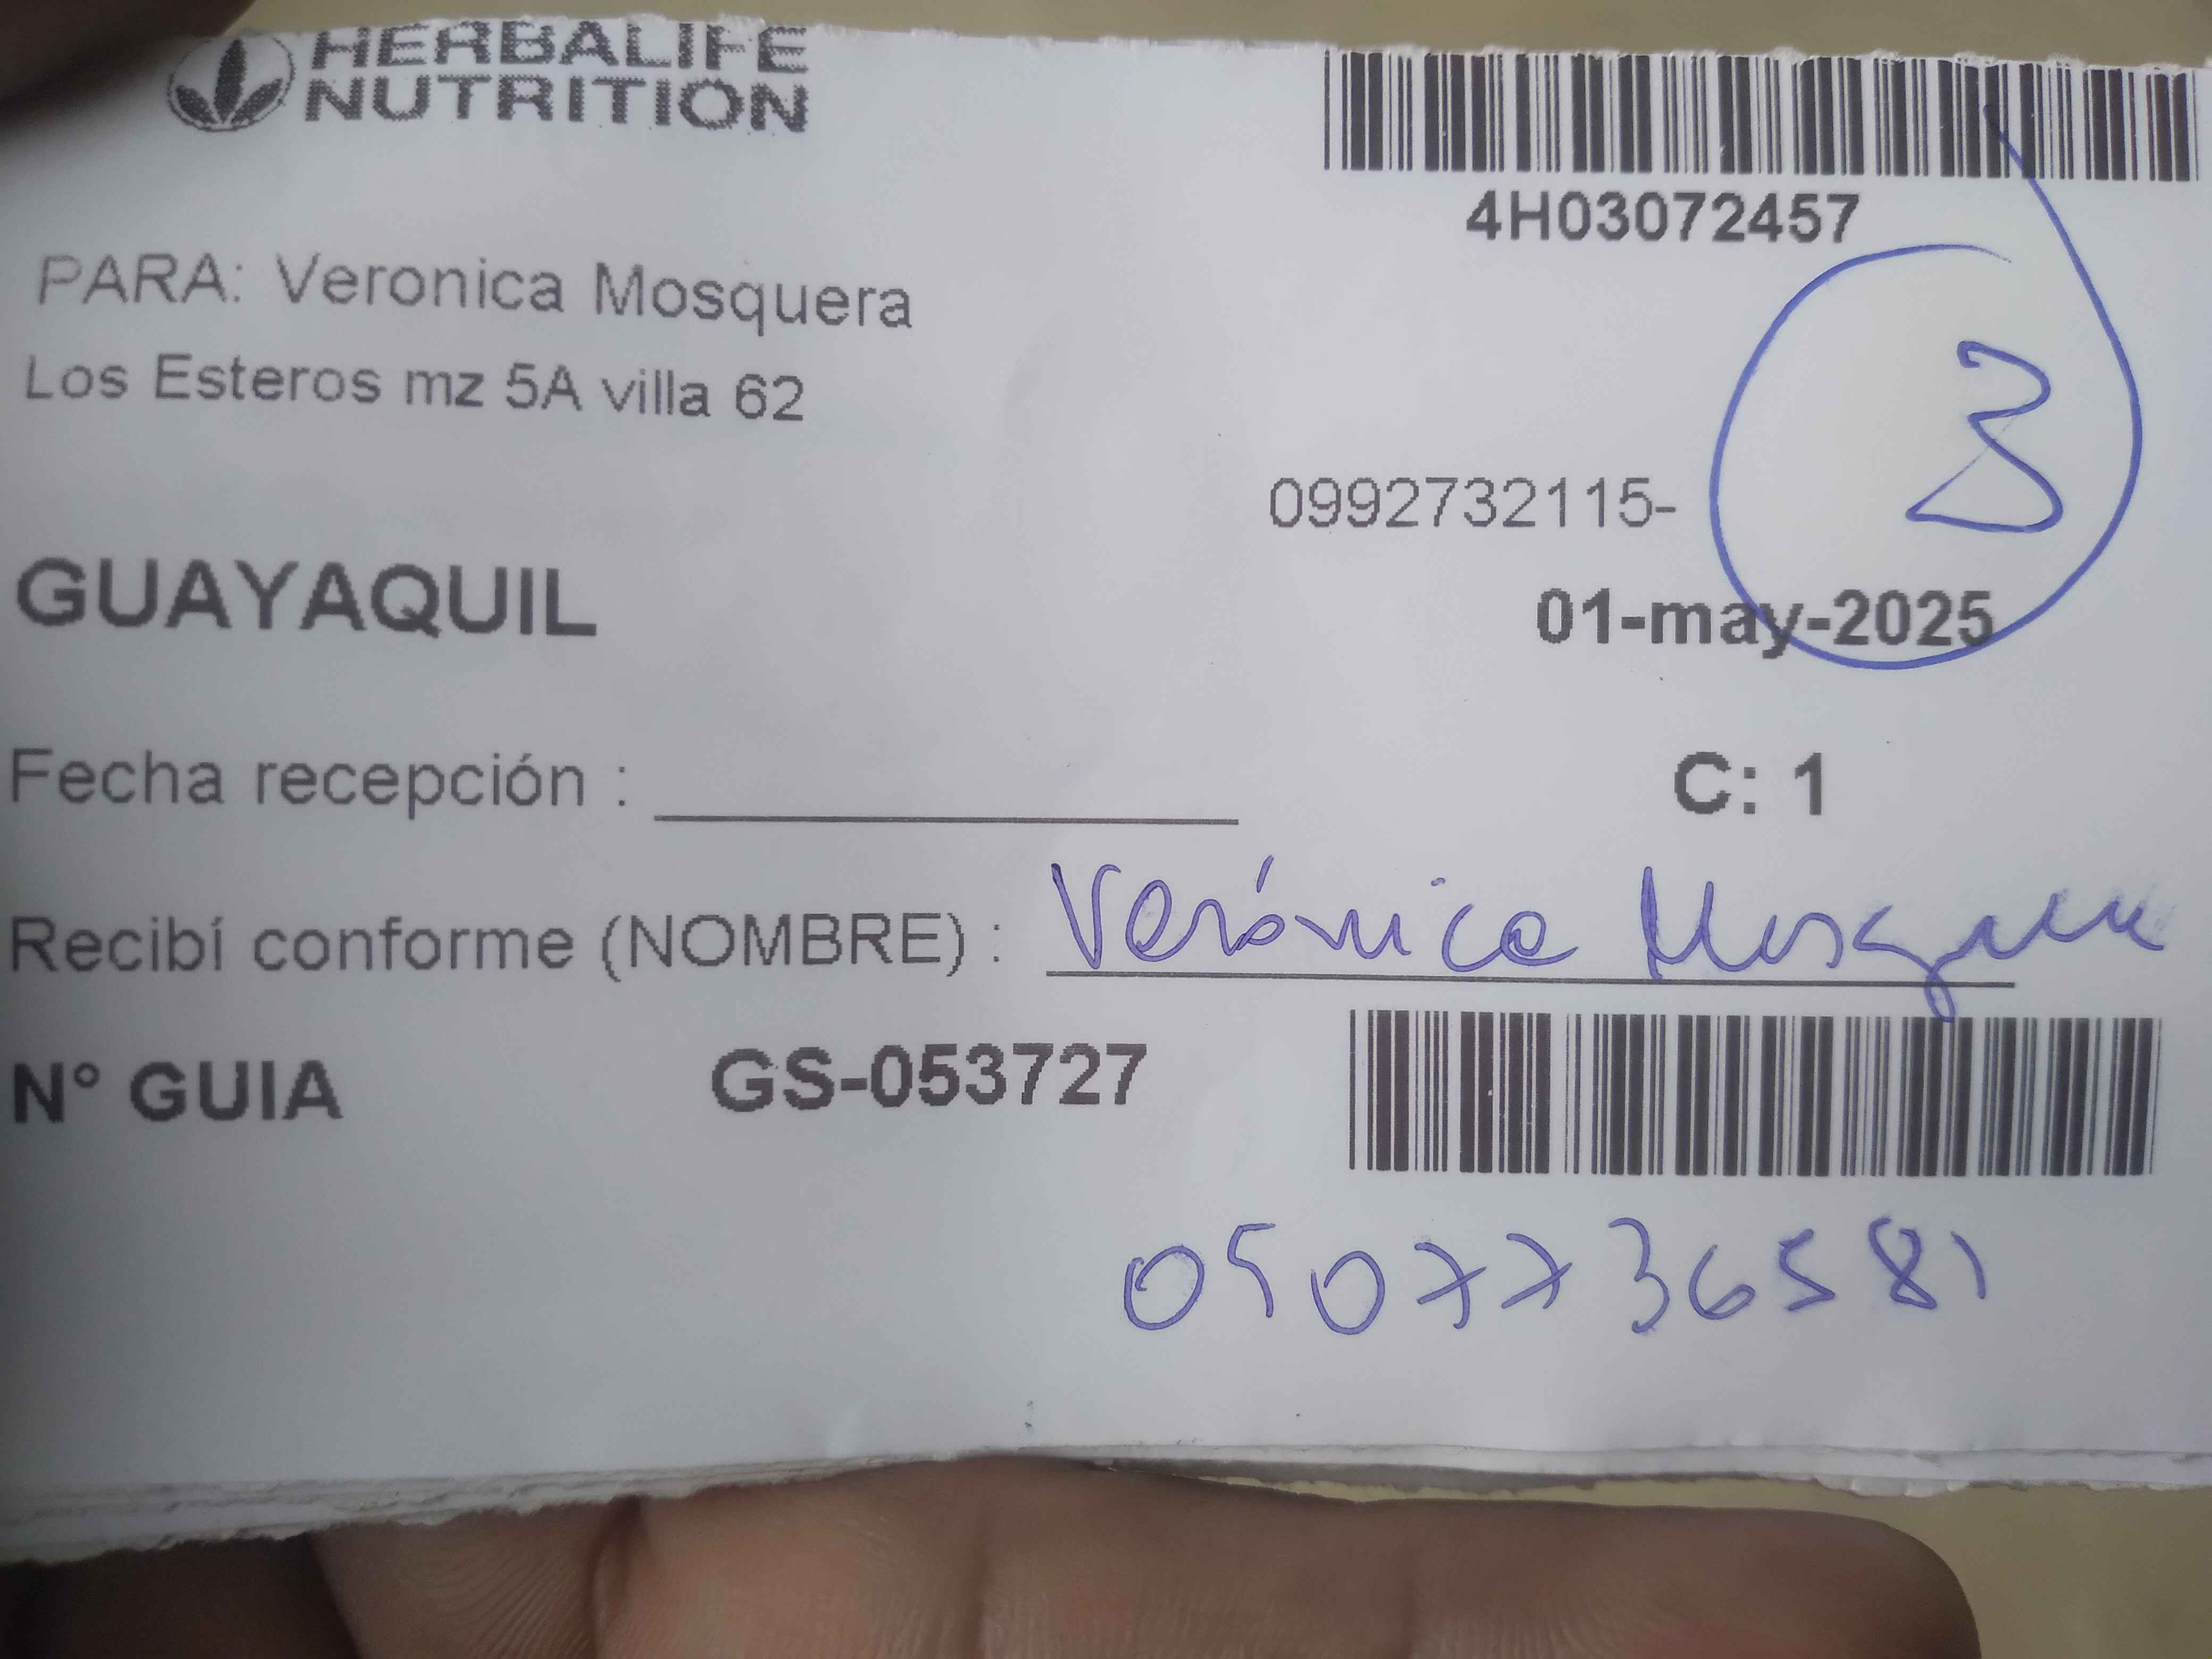 HERBALIFE
NUTRITION
4H03072457
PARA: Veronica Mosquera
Los Esteros mz 5A villa 62
3
0992732115-
GUAYAQUIL
01-may-2025
Fecha recepción :
C: 1
Recibí conforme (NOMBRE) : Verónica Mosquera
N° GUIA GS-053727
0507736581